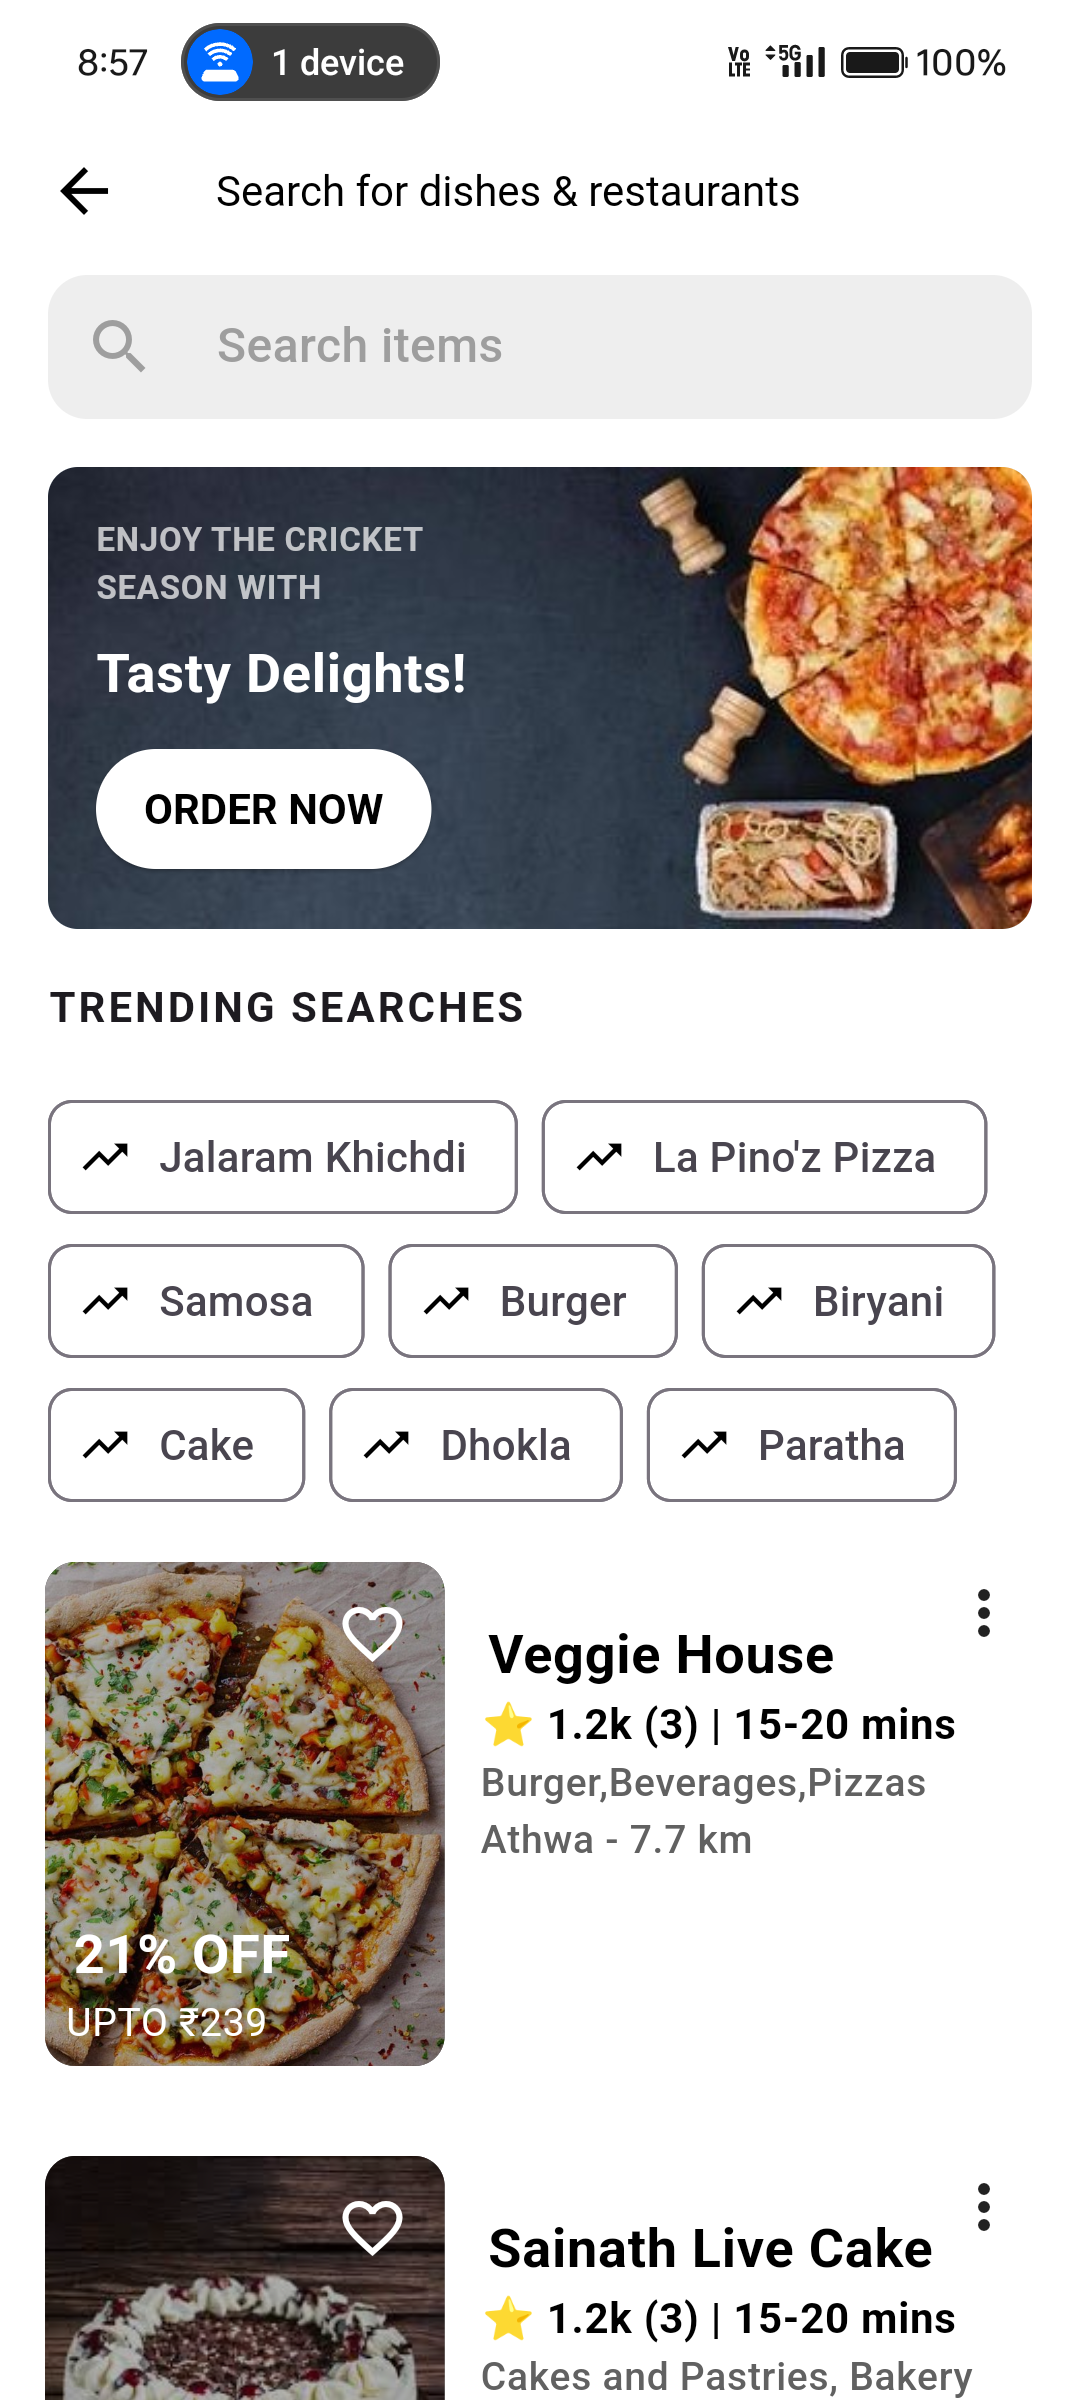 8:57
1 device
Vo LTE 5G 100%
Search for dishes & restaurants
Search items
ENJOY THE CRICKET
SEASON WITH
Tasty Delights!
ORDER NOW
TRENDING SEARCHES
Jalaram Khichdi
La Pino'z Pizza
Samosa
Burger
Biryani
Cake
Dhokla
Paratha
Veggie House
⭐ 1.2k (3) | 15-20 mins
Burger,Beverages,Pizzas
Athwa - 7.7 km
21% OFF
UPTO ₹239
Sainath Live Cake
⭐ 1.2k (3) | 15-20 mins
Cakes and Pastries, Bakery